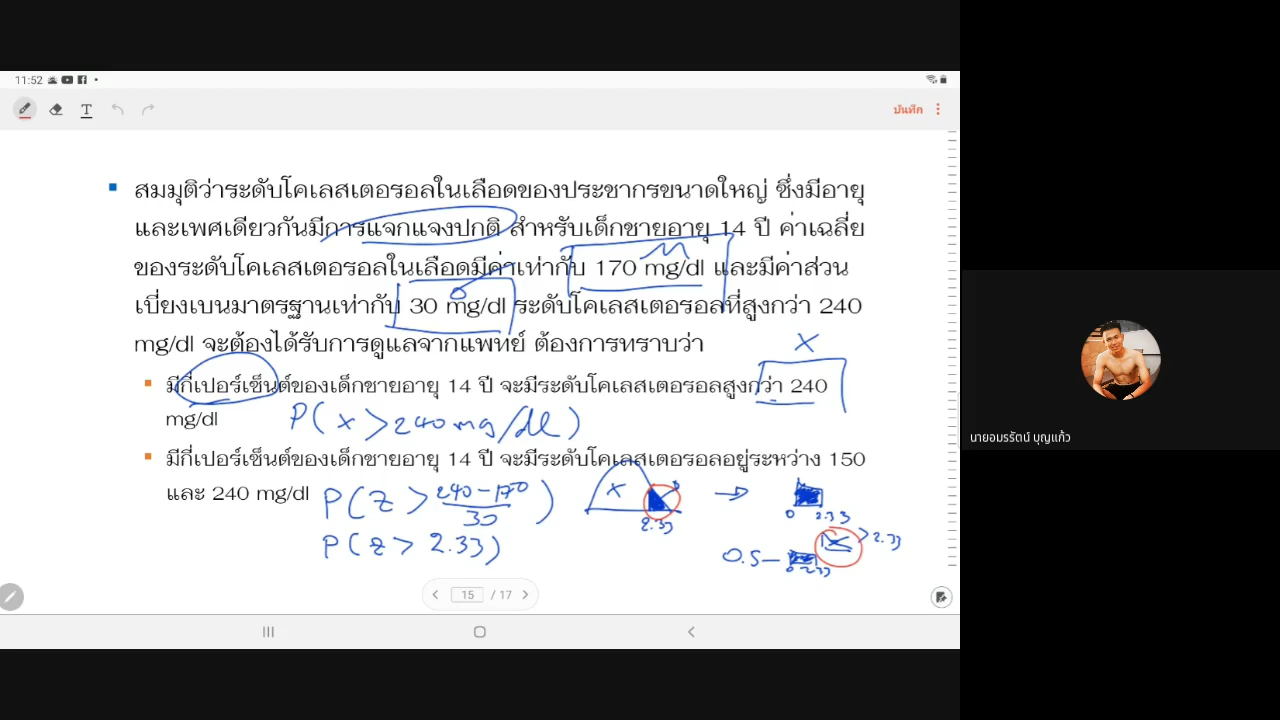 11:52
บันทึก
สมมุติว่าระดับโคเลสเตอรอลในเลือดของประชากรขนาดใหญ่ ซึ่งมีอายุ
และเพศเดียวกันมีการแจกแจงปกติ สำหรับเด็กชายอายุ 14 ปี ค่าเฉลี่ย
ของระดับโคเลสเตอรอลในเลือดมีค่าเท่ากับ 170 mg/dl และมีค่าส่วน
เบี่ยงเบนมาตรฐานเท่ากับ 30 mg/dl ระดับโคเลสเตอรอลที่สูงกว่า 240
mg/dl จะต้องได้รับการดูแลจากแพทย์ ต้องการทราบว่า
X
มีกี่เปอร์เซ็นต์ของเด็กชายอายุ 14 ปี จะมีระดับโคเลสเตอรอลสูงกว่า 240
mg/dl
P(x>240mg/dl)
มีกี่เปอร์เซ็นต์ของเด็กชายอายุ 14 ปี จะมีระดับโคเลสเตอรอลอยู่ระหว่าง 150
และ 240 mg/dl
P(Z > 240-170/30)
X
2.33
0 2.33
P(Z > 2.33)
0.5-
0 2.33
>2.33
15 / 17
นายอมรรัตน์ บุญแก้ว